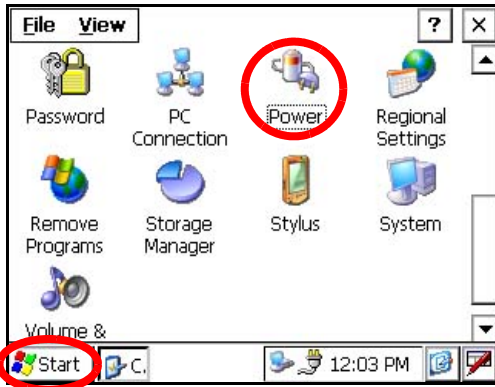 File View ?
Password PC Connection Power Regional Settings
Remove Programs Storage Manager Stylus System
Volume &
Start C. 12:03 PM